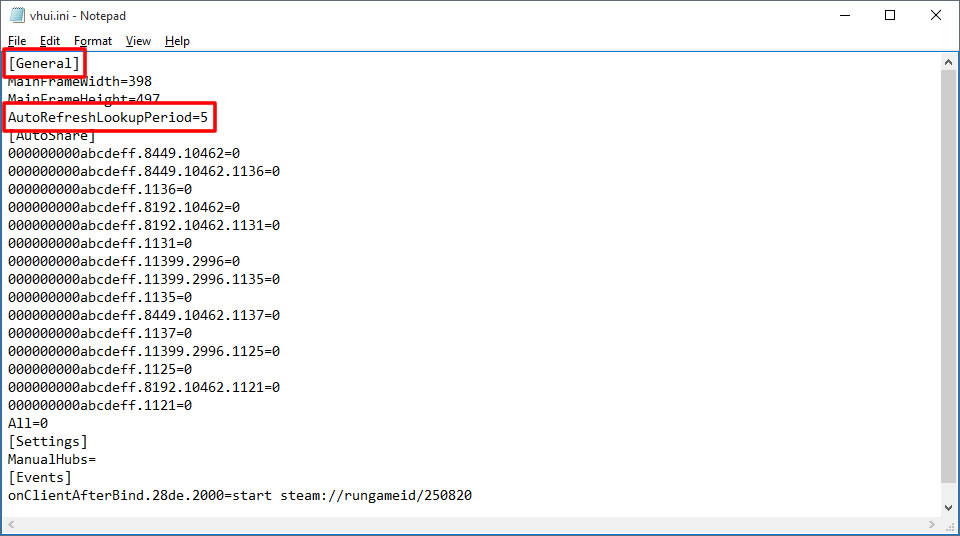 vhui.ini - Notepad
File Edit Format View Help
[General]
MainFrameWidth=398
MainFrameHeight=497
AutoRefreshLookupPeriod=5
[AutoShare]
000000000abcdeff.8449.10462=0
000000000abcdeff.8449.10462.1136=0
000000000abcdeff.1136=0
000000000abcdeff.8192.10462=0
000000000abcdeff.8192.10462.1131=0
000000000abcdeff.1131=0
000000000abcdeff.11399.2996=0
000000000abcdeff.11399.2996.1135=0
000000000abcdeff.1135=0
000000000abcdeff.8449.10462.1137=0
000000000abcdeff.1137=0
000000000abcdeff.11399.2996.1125=0
000000000abcdeff.1125=0
000000000abcdeff.8192.10462.1121=0
000000000abcdeff.1121=0
All=0
[Settings]
ManualHubs=
[Events]
onClientAfterBind.28de.2000=start steam://rungameid/250820